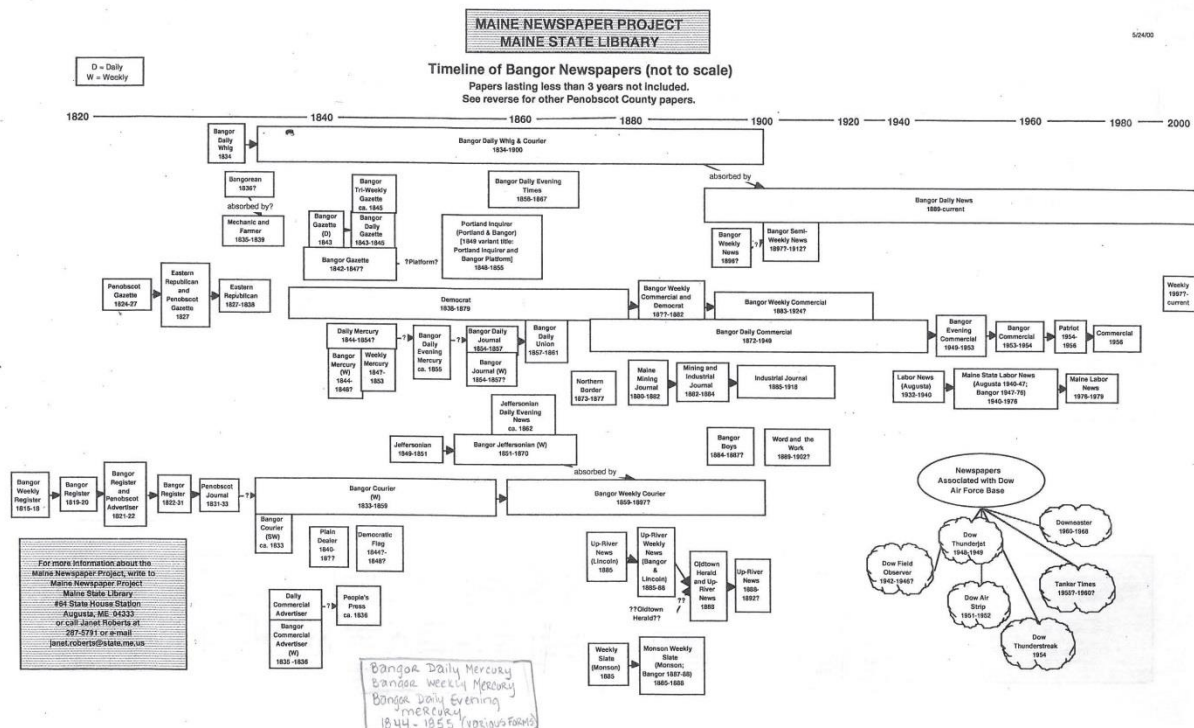 MAINE NEWSPAPER PROJECT
MAINE STATE LIBRARY
5/24/00
D = Daily
W = Weekly
Timeline of Bangor Newspapers (not to scale)
Papers lasting less than 3 years not included.
See reverse for other Penobscot County papers.
1820 1840 1860 1880 1900 1920 1940 1960 1980 2000
Bangor
Daily
Whig
1834
Bangor Daily Whig & Courier
1834-1900
absorbed by
Bangorean
1836?
absorbed by?
Mechanic and
Farmer
1835-1839
Bangor
Tri-Weekly
Gazette
ca. 1845
Bangor
Gazette
(D)
1843
Bangor
Daily
Gazette
1843-1845
Bangor Gazette
1842-1847?
?Platform?
Bangor Daily Evening
Times
1858-1867
Portland Inquirer
(Portland & Bangor)
[1849 variant title:
Portland Inquirer and
Bangor Platform]
1848-1855
Bangor Daily News
1889-current
Bangor
Weekly
News
1898?
?
Bangor Semi-
Weekly News
1897?-1912?
Weekly
1997?-
current
Penobscot
Gazette
1824-27
Eastern
Republican
and
Penobscot
Gazette
1827
Eastern
Republican
1827-1838
Democrat
1838-1879
Bangor Weekly
Commercial and
Democrat
18??-1882
Bangor Weekly Commercial
1883-1924?
Daily Mercury
1844-1854?
Bangor
Mercury
(W)
1844-
1848?
Weekly
Mercury
184?-
1853
?
Bangor
Daily
Evening
Mercury
ca. 1855
?
Bangor Daily
Journal
1854-1857
Bangor
Journal (W)
1854-1857?
Bangor
Daily
Union
1857-1861
Bangor Daily Commercial
1872-1949
Bangor
Evening
Commercial
1949-1953
Bangor
Commercial
1953-1954
Patriot
1954-
1956
Commercial
1956
Northern
Border
1873-1877
Maine
Mining
Journal
1880-1882
Mining and
Industrial
Journal
1882-1884
Industrial Journal
1885-1918
Labor News
(Augusta)
1933-1940
Maine State Labor News
(Augusta 1940-47;
Bangor 1947-76)
1940-1976
Maine Labor
News
1976-1979
Jeffersonian
Daily Evening
News
ca. 1862
Jeffersonian
1849-1851
Bangor Jeffersonian (W)
1851-1870
absorbed by
Bangor
Boys
1884-1887?
Word and the
Work
1889-1902?
Bangor
Weekly
Register
1815-18
Bangor
Register
1819-20
Bangor
Register
and
Penobscot
Advertiser
1821-22
Bangor
Register
1822-31
Penobscot
Journal
1831-33
?
Bangor Courier
(W)
1833-1859
Bangor Weekly Courier
1859-1887?
Bangor
Courier
(SW)
ca. 1833
Plain
Dealer
1840-
18??
Democratic
Flag
1844?-
1848?
Daily
Commercial
Advertiser
Bangor
Commercial
Advertiser
(W)
1835-1838
?
People's
Press
ca. 1836
For more information about the
Maine Newspaper Project, write to
Maine Newspaper Project
Maine State Library
#64 State House Station
Augusta, ME 04333
or call Janet Roberts at
287-5791 or e-mail
janet.roberts@state.me.us
Up-River
News
(Lincoln)
1885
Up-River
Weekly
News
(Bangor
&
Lincoln)
1885-88
??Oldtown
Herald??
??
Oldtown
Herald
and Up-
River
News
1888
Up-River
News
1888-
1892?
Weekly
Slate
(Monson)
1885
Monson Weekly
Slate
(Monson;
Bangor 1887-88)
1885-1888
Newspapers
Associated with Dow
Air Force Base
Dow Field
Observer
1942-1946?
Dow
Thunderjet
1948-1949
Dow Air
Strip
1951-1952
Dow
Thunderstreak
1954
Tanker Times
Downeaster
1960-1968
Bangor Daily Mercury
Bangor Weekly Mercury
Bangor Daily Evening
mercury
1844-1855 (various forms)